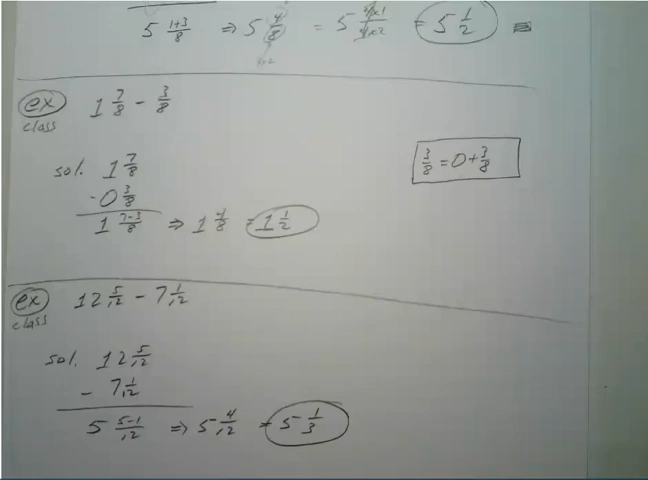 5 (1+3)/8 ⇒ 5 4/8 = 5 (4×1)/(4×2) = 5 1/2
ex 1 7/8 - 3/8
class
3/8 = 0 + 3/8
sol. 1 7/8
- 0 3/8
1 (7-3)/8 ⇒ 1 4/8 = 1 1/2
ex 12 5/12 - 7 1/12
class
sol. 12 5/12
- 7 1/12
5 (5-1)/12 ⇒ 5 4/12 = 5 1/3